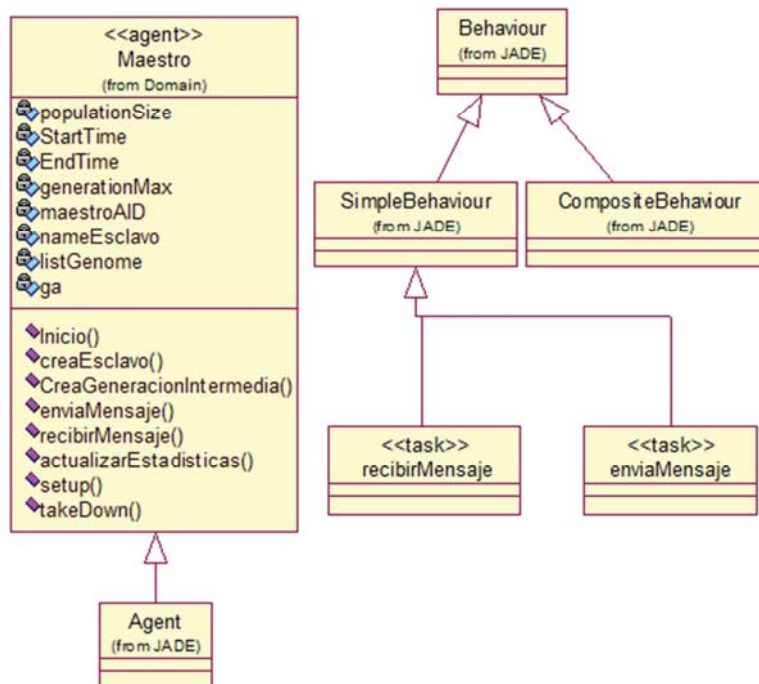 <<agent>>
Maestro
(from Domain)
populationSize
StartTime
EndTime
generationMax
maestroAID
nameEsclavo
listGenome
ga
Inicio()
creaEsclavo()
CreaGeneracionIntermedia()
enviaMensaje()
recibirMensaje()
actualizarEstadisticas()
setup()
takeDown()
Agent
(from JADE)
Behaviour
(from JADE)
SimpleBehaviour
(from JADE)
CompositeBehaviour
(from JADE)
<<task>>
recibirMensaje
<<task>>
enviaMensaje